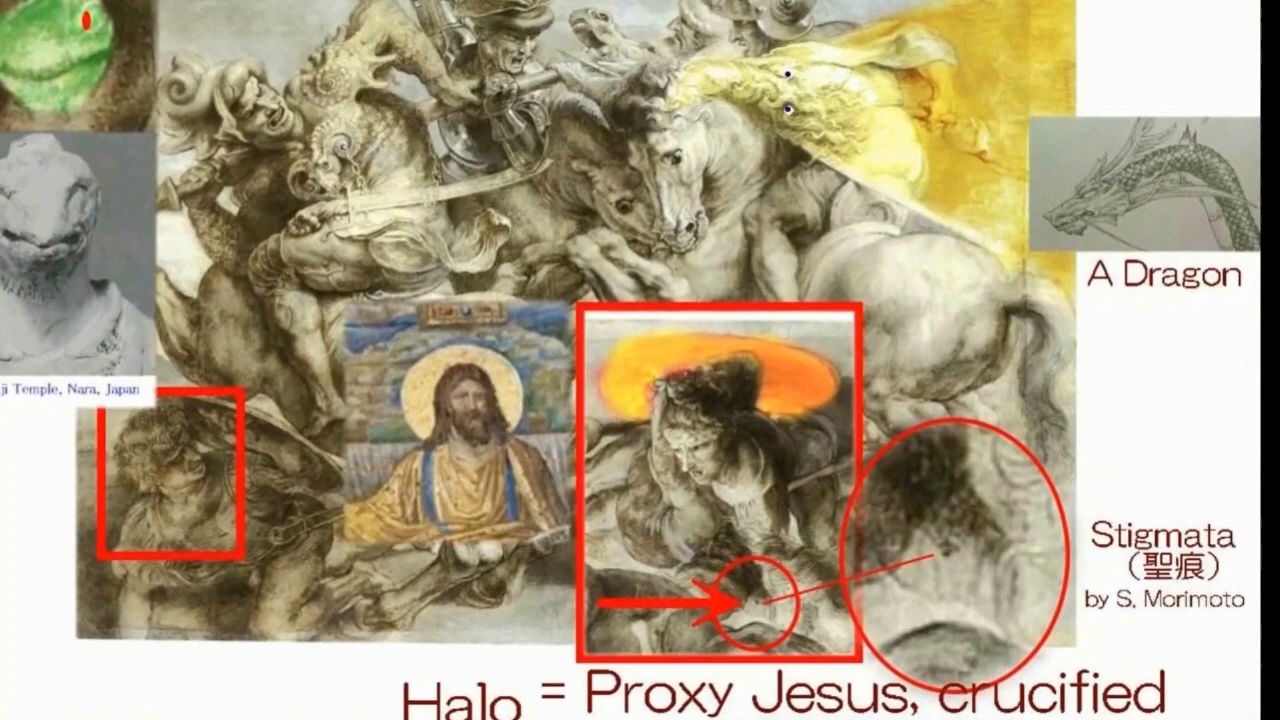 A Dragon
ji Temple, Nara, Japan
Stigmata
(聖痕)
by S. Morimoto
Halo = Proxy Jesus, crucified